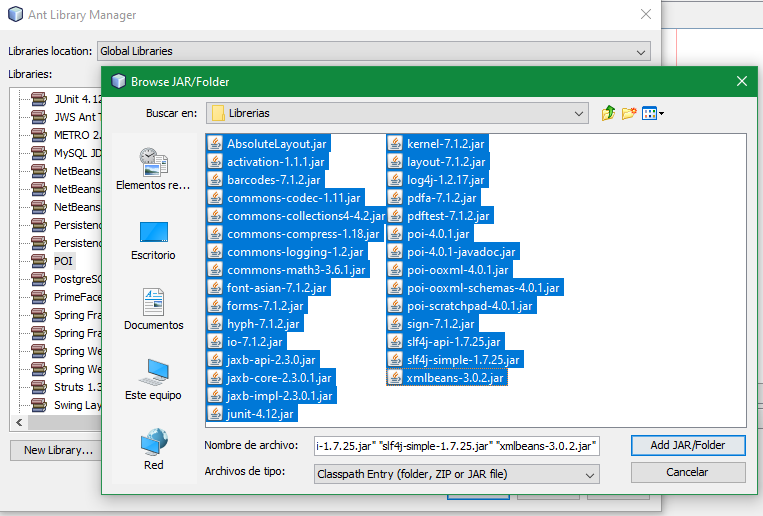 Ant Library Manager
Libraries location: Global Libraries
Libraries:
JUnit 4.12
JWS Ant T
METRO 2.
MySQL JD
NetBeans
NetBeans
NetBeans
Persistenc
Persistenc
POI
PostgreSQ
PrimeFace
Spring Fra
Spring Fra
Spring We
Spring We
Struts 1.3
Swing Lay
New Library...
Browse JAR/Folder
Buscar en: Librerias
Elementos re...
Escritorio
Documentos
Este equipo
Red
AbsoluteLayout.jar
activation-1.1.1.jar
barcodes-7.1.2.jar
commons-codec-1.11.jar
commons-collections4-4.2.jar
commons-compress-1.18.jar
commons-logging-1.2.jar
commons-math3-3.6.1.jar
font-asian-7.1.2.jar
forms-7.1.2.jar
hyph-7.1.2.jar
io-7.1.2.jar
jaxb-api-2.3.0.jar
jaxb-core-2.3.0.1.jar
jaxb-impl-2.3.0.1.jar
junit-4.12.jar
kernel-7.1.2.jar
layout-7.1.2.jar
log4j-1.2.17.jar
pdfa-7.1.2.jar
pdftest-7.1.2.jar
poi-4.0.1.jar
poi-4.0.1-javadoc.jar
poi-ooxml-4.0.1.jar
poi-ooxml-schemas-4.0.1.jar
poi-scratchpad-4.0.1.jar
sign-7.1.2.jar
slf4j-api-1.7.25.jar
slf4j-simple-1.7.25.jar
xmlbeans-3.0.2.jar
Nombre de archivo: i-1.7.25.jar" "slf4j-simple-1.7.25.jar" "xmlbeans-3.0.2.jar"
Add JAR/Folder
Archivos de tipo: Classpath Entry (folder, ZIP or JAR file)
Cancelar